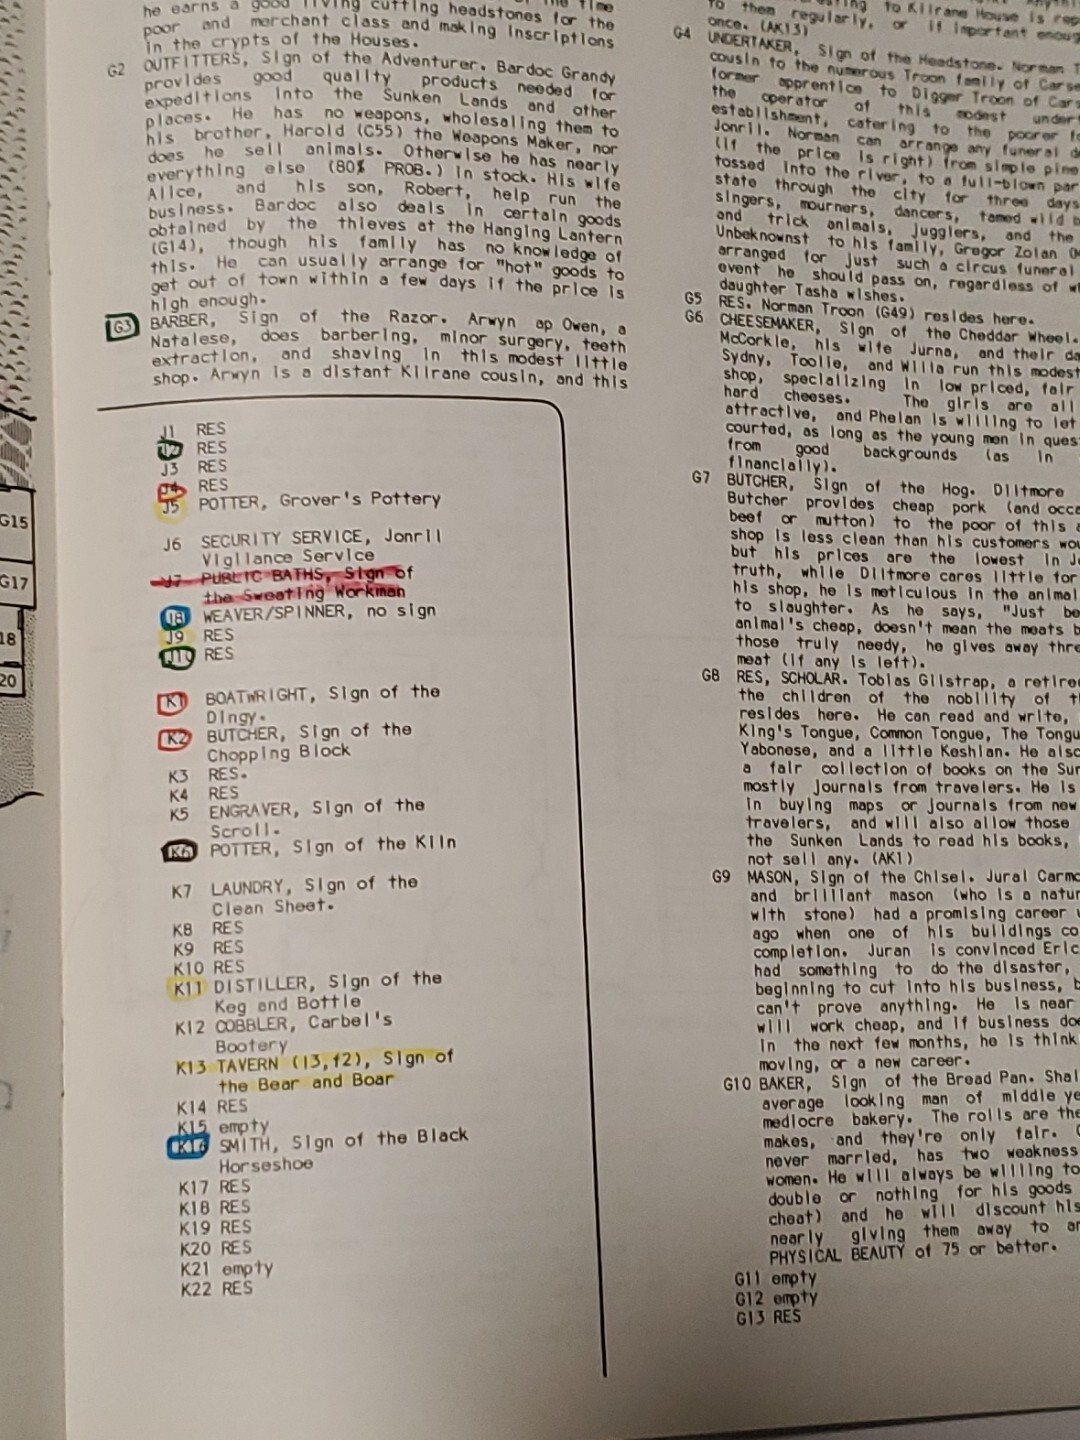 he earns a good living cutting headstones for the
poor and merchant class and making inscriptions
in the crypts of the Houses.
G2 OUTFITTERS, Sign of the Adventurer. Bardoc Grandy
provides good quality products needed for
expeditions into the Sunken Lands and other
places. He has no weapons, wholesaling them to
his brother, Harold (C55) the Weapons Maker, nor
does he sell animals. Otherwise he has nearly
everything else (80% PROB.) in stock. His wife
Alice, and his son, Robert, help run the
business. Bardoc also deals in certain goods
obtained by the thieves at the Hanging Lantern
(G14), though his family has no knowledge of
this. He can usually arrange for "hot" goods to
get out of town within a few days if the price is
high enough.
G3 BARBER, Sign of the Razor. Arwyn ap Owen, a
Natalese, does barbering, minor surgery, teeth
extraction, and shaving in this modest little
shop. Arwyn is a distant Kilrane cousin, and this
J1 RES
J2 RES
J3 RES
J4 RES
J5 POTTER, Grover's Pottery
J6 SECURITY SERVICE, Jonril
Vigilance Service
J7 PUBLIC BATHS, Sign of
the Sweating Workman
J8 WEAVER/SPINNER, no sign
J9 RES
J10 RES
K1 BOATWRIGHT, Sign of the
Dingy.
K2 BUTCHER, Sign of the
Chopping Block
K3 RES.
K4 RES
K5 ENGRAVER, Sign of the
Scroll.
K6 POTTER, Sign of the Kiln
K7 LAUNDRY, Sign of the
Clean Sheet.
K8 RES
K9 RES
K10 RES
K11 DISTILLER, Sign of the
Keg and Bottle
K12 COBBLER, Carbel's
Bootery
K13 TAVERN (i3,f2), Sign of
the Bear and Boar
K14 RES
K15 empty
K16 SMITH, Sign of the Black
Horseshoe
K17 RES
K18 RES
K19 RES
K20 RES
K21 empty
K22 RES
to Kilrane House is
to them regularly, or if important
once. (AK13)
G4 UNDERTAKER, Sign of the Headstone. Norman
cousin to the numerous Troon family of
former apprentice to Digger Troon of
the operator of this modest
establishment, catering to the poorer
Jonril. Norman can arrange any funeral
(if the price is right) from simple pine
tossed into the river, to a full-blown
state through the city for three days
singers, mourners, dancers, tamed wild
and trick animals, jugglers, and the
Unbeknownst to his family, Gregor Zolan
arranged for just such a circus funeral
event he should pass on, regardless of
daughter Tasha wishes.
G5 RES. Norman Troon (G49) resides here.
G6 CHEESEMAKER, Sign of the Cheddar Wheel.
McCorkle, his wife Jurna, and their
Sydny, Toolie, and Willa run this modest
shop, specializing in low priced, fair
hard cheeses. The girls are all
attractive, and Phelan is willing to let
courted, as long as the young men in
from good backgrounds (as in
financially).
G7 BUTCHER, Sign of the Hog. Diltmore
Butcher provides cheap pork (and
beef or mutton) to the poor of this
shop is less clean than his customers
but his prices are the lowest in
truth, while Diltmore cares little for
his shop, he is meticulous in the
to slaughter. As he says, "Just
animal's cheap, doesn't mean the meats
those truly needy, he gives away
meat (if any is left).
G8 RES, SCHOLAR. Tobias Gilstrap, a
the children of the nobility of
resides here. He can read and write,
King's Tongue, Common Tongue, The
Yabonese, and a little Keshian. He
a fair collection of books on the
mostly journals from travelers. He is
in buying maps or journals from new
travelers, and will also allow those
the Sunken Lands to read his books,
not sell any. (AK1)
G9 MASON, Sign of the Chisel. Jural
and brilliant mason (who is a
with stone) had a promising career
ago when one of his buildings
completion. Juran is convinced
had something to do the disaster,
beginning to cut into his business,
can't prove anything. He is near
will work cheap, and if business
in the next few months, he is
moving, or a new career.
G10 BAKER, Sign of the Bread Pan.
average looking man of middle
mediocre bakery. The rolls are the
makes, and they're only fair.
never married, has two
women. He will always be willing to
double or nothing for his goods
cheat) and he will discount his
nearly giving them away to
PHYSICAL BEAUTY of 75 or better.
G11 empty
G12 empty
G13 RES
G15
G17
18
20